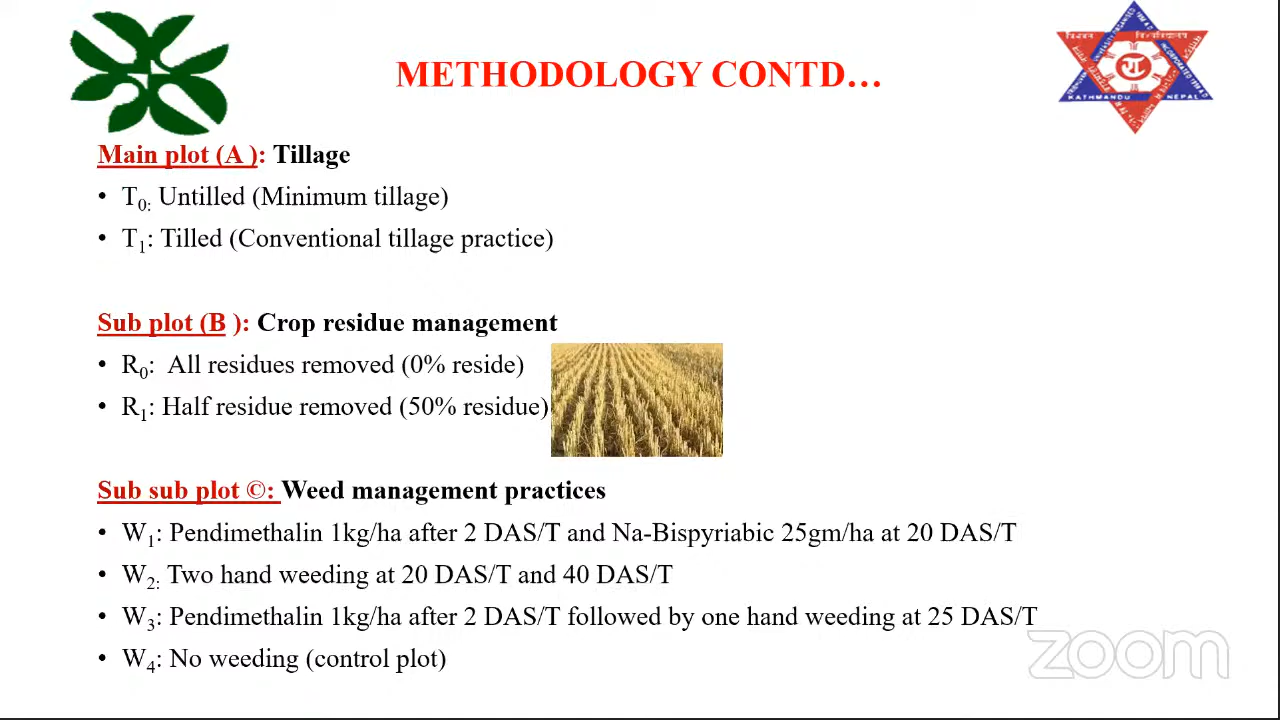 METHODOLOGY CONTD…
Main plot (A ): Tillage
• T0: Untilled (Minimum tillage)
• T1: Tilled (Conventional tillage practice)
Sub plot (B ): Crop residue management
• R0: All residues removed (0% reside)
• R1: Half residue removed (50% residue)
Sub sub plot ©: Weed management practices
• W1: Pendimethalin 1kg/ha after 2 DAS/T and Na-Bispyriabic 25gm/ha at 20 DAS/T
• W2: Two hand weeding at 20 DAS/T and 40 DAS/T
• W3: Pendimethalin 1kg/ha after 2 DAS/T followed by one hand weeding at 25 DAS/T
• W4: No weeding (control plot)
KATHMANDU NEPAL
zoom